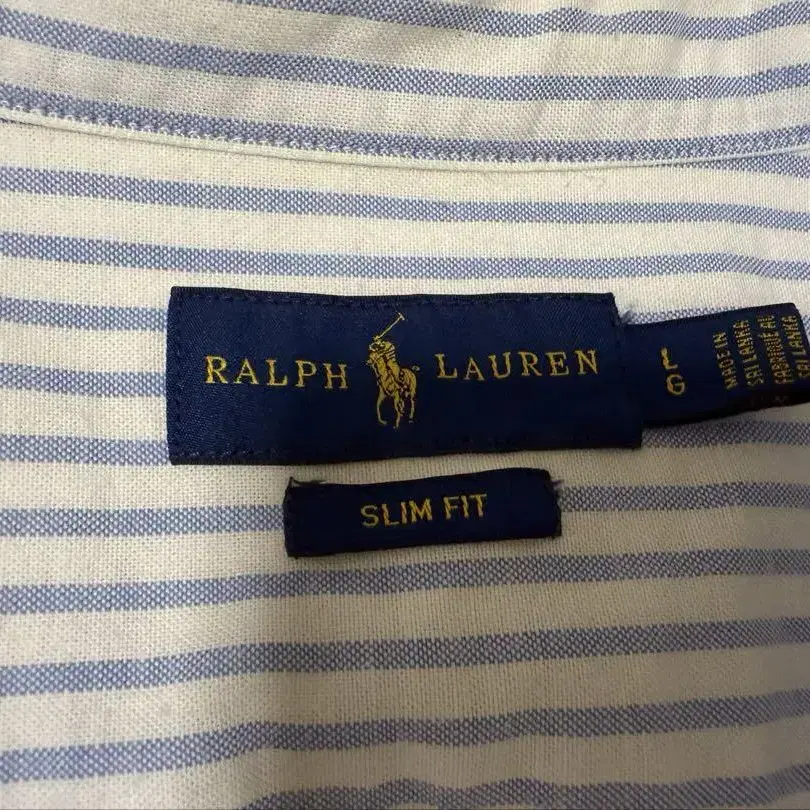 RALPH LAUREN
L
G
MADE IN
SRI LANKA
FABRIQUÉ AU
SRI LANKA
SLIM FIT